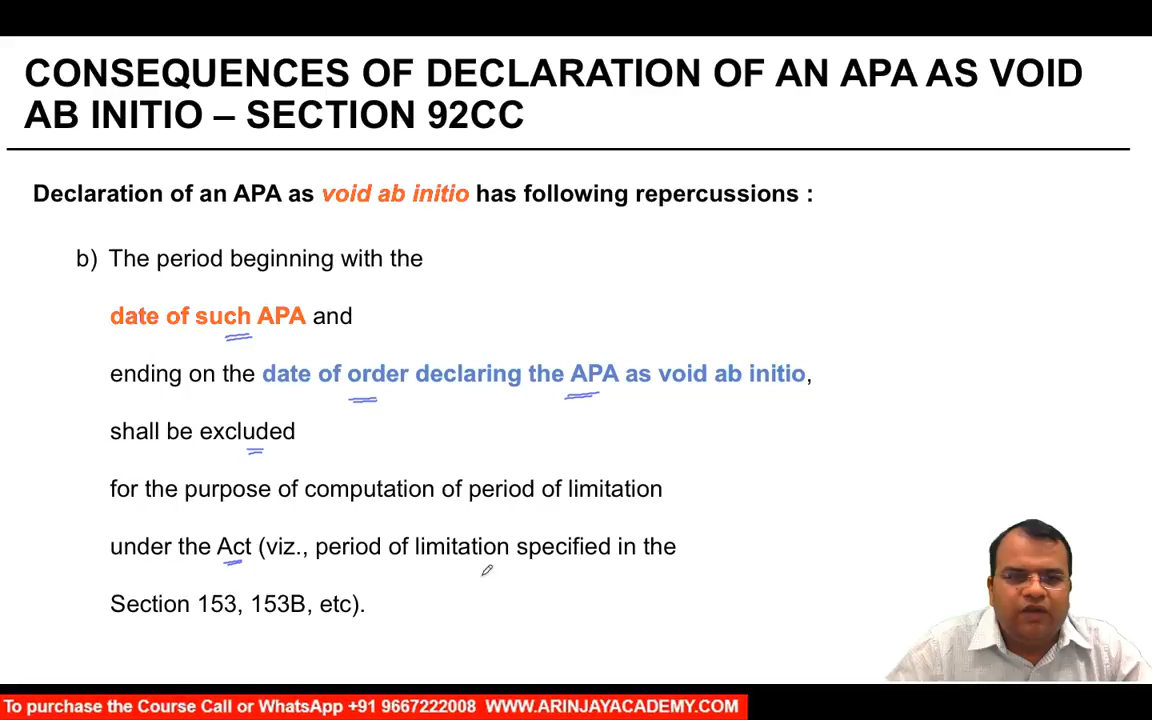 CONSEQUENCES OF DECLARATION OF AN APA AS VOID
AB INITIO – SECTION 92CC
Declaration of an APA as void ab initio has following repercussions :
b) The period beginning with the
date of such APA and
ending on the date of order declaring the APA as void ab initio,
shall be excluded
for the purpose of computation of period of limitation
under the Act (viz., period of limitation specified in the
Section 153, 153B, etc).
To purchase the Course Call or WhatsApp +91 9667222008 WWW.ARINJAYACADEMY.COM